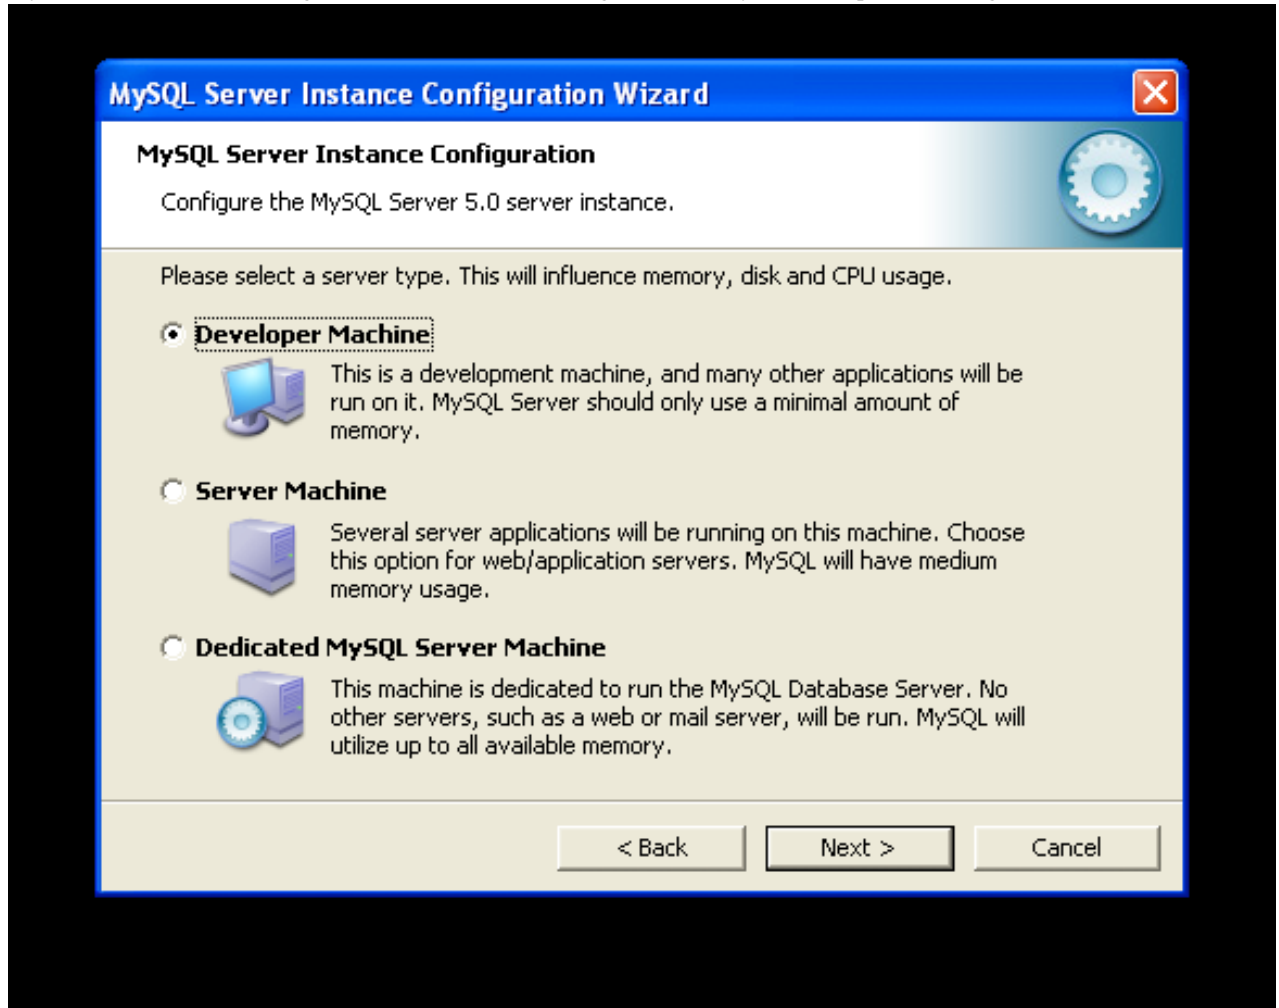 MySQL Server Instance Configuration Wizard
MySQL Server Instance Configuration
Configure the MySQL Server 5.0 server instance.
Please select a server type. This will influence memory, disk and CPU usage.
Developer Machine
This is a development machine, and many other applications will be
run on it. MySQL Server should only use a minimal amount of
memory.
Server Machine
Several server applications will be running on this machine. Choose
this option for web/application servers. MySQL will have medium
memory usage.
Dedicated MySQL Server Machine
This machine is dedicated to run the MySQL Database Server. No
other servers, such as a web or mail server, will be run. MySQL will
utilize up to all available memory.
< Back
Next >
Cancel